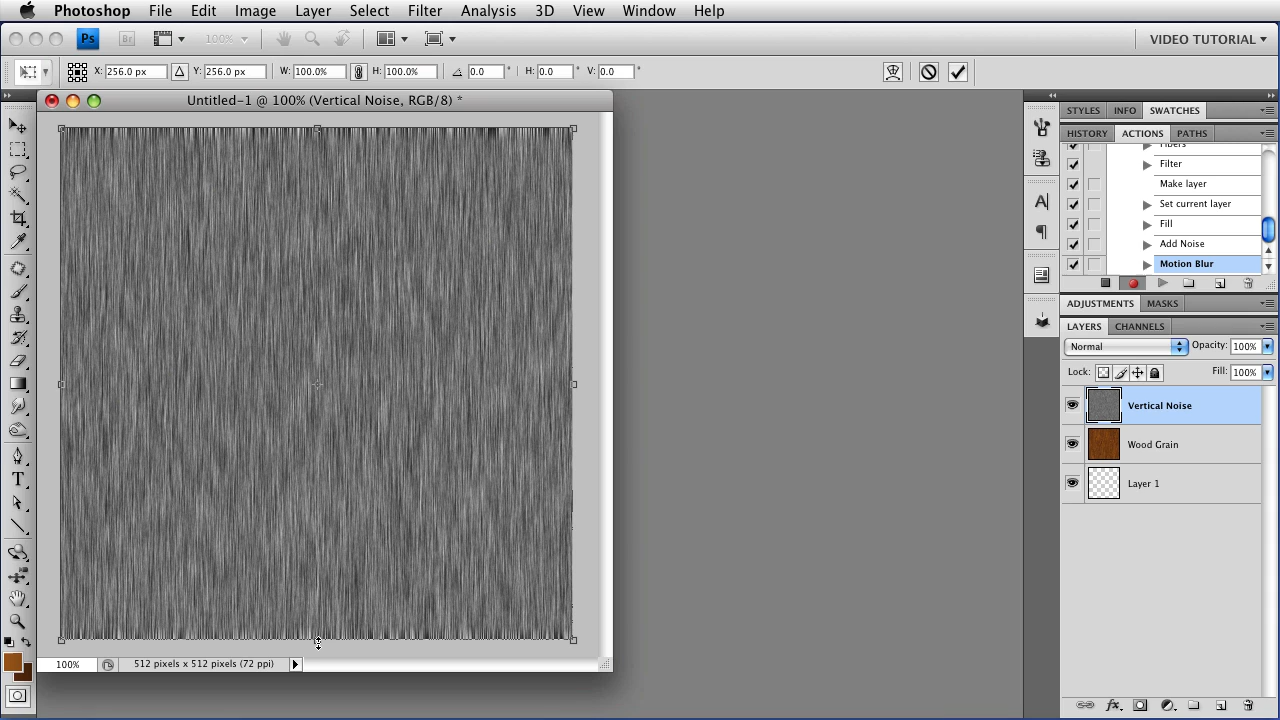 Photoshop File Edit Image Layer Select Filter Analysis 3D View Window Help
Ps Br 100% VIDEO TUTORIAL
X: 256.0 px Y: 256.0 px W: 100.0% H: 100.0% 0.0 ° H: 0.0 ° V: 0.0 °
Untitled-1 @ 100% (Vertical Noise, RGB/8) *
STYLES INFO SWATCHES
HISTORY ACTIONS PATHS
Fibers
Filter
Make layer
Set current layer
Fill
Add Noise
Motion Blur
ADJUSTMENTS MASKS
LAYERS CHANNELS
Normal Opacity: 100%
Lock: Fill: 100%
Vertical Noise
Wood Grain
Layer 1
100% 512 pixels x 512 pixels (72 ppi)
fx